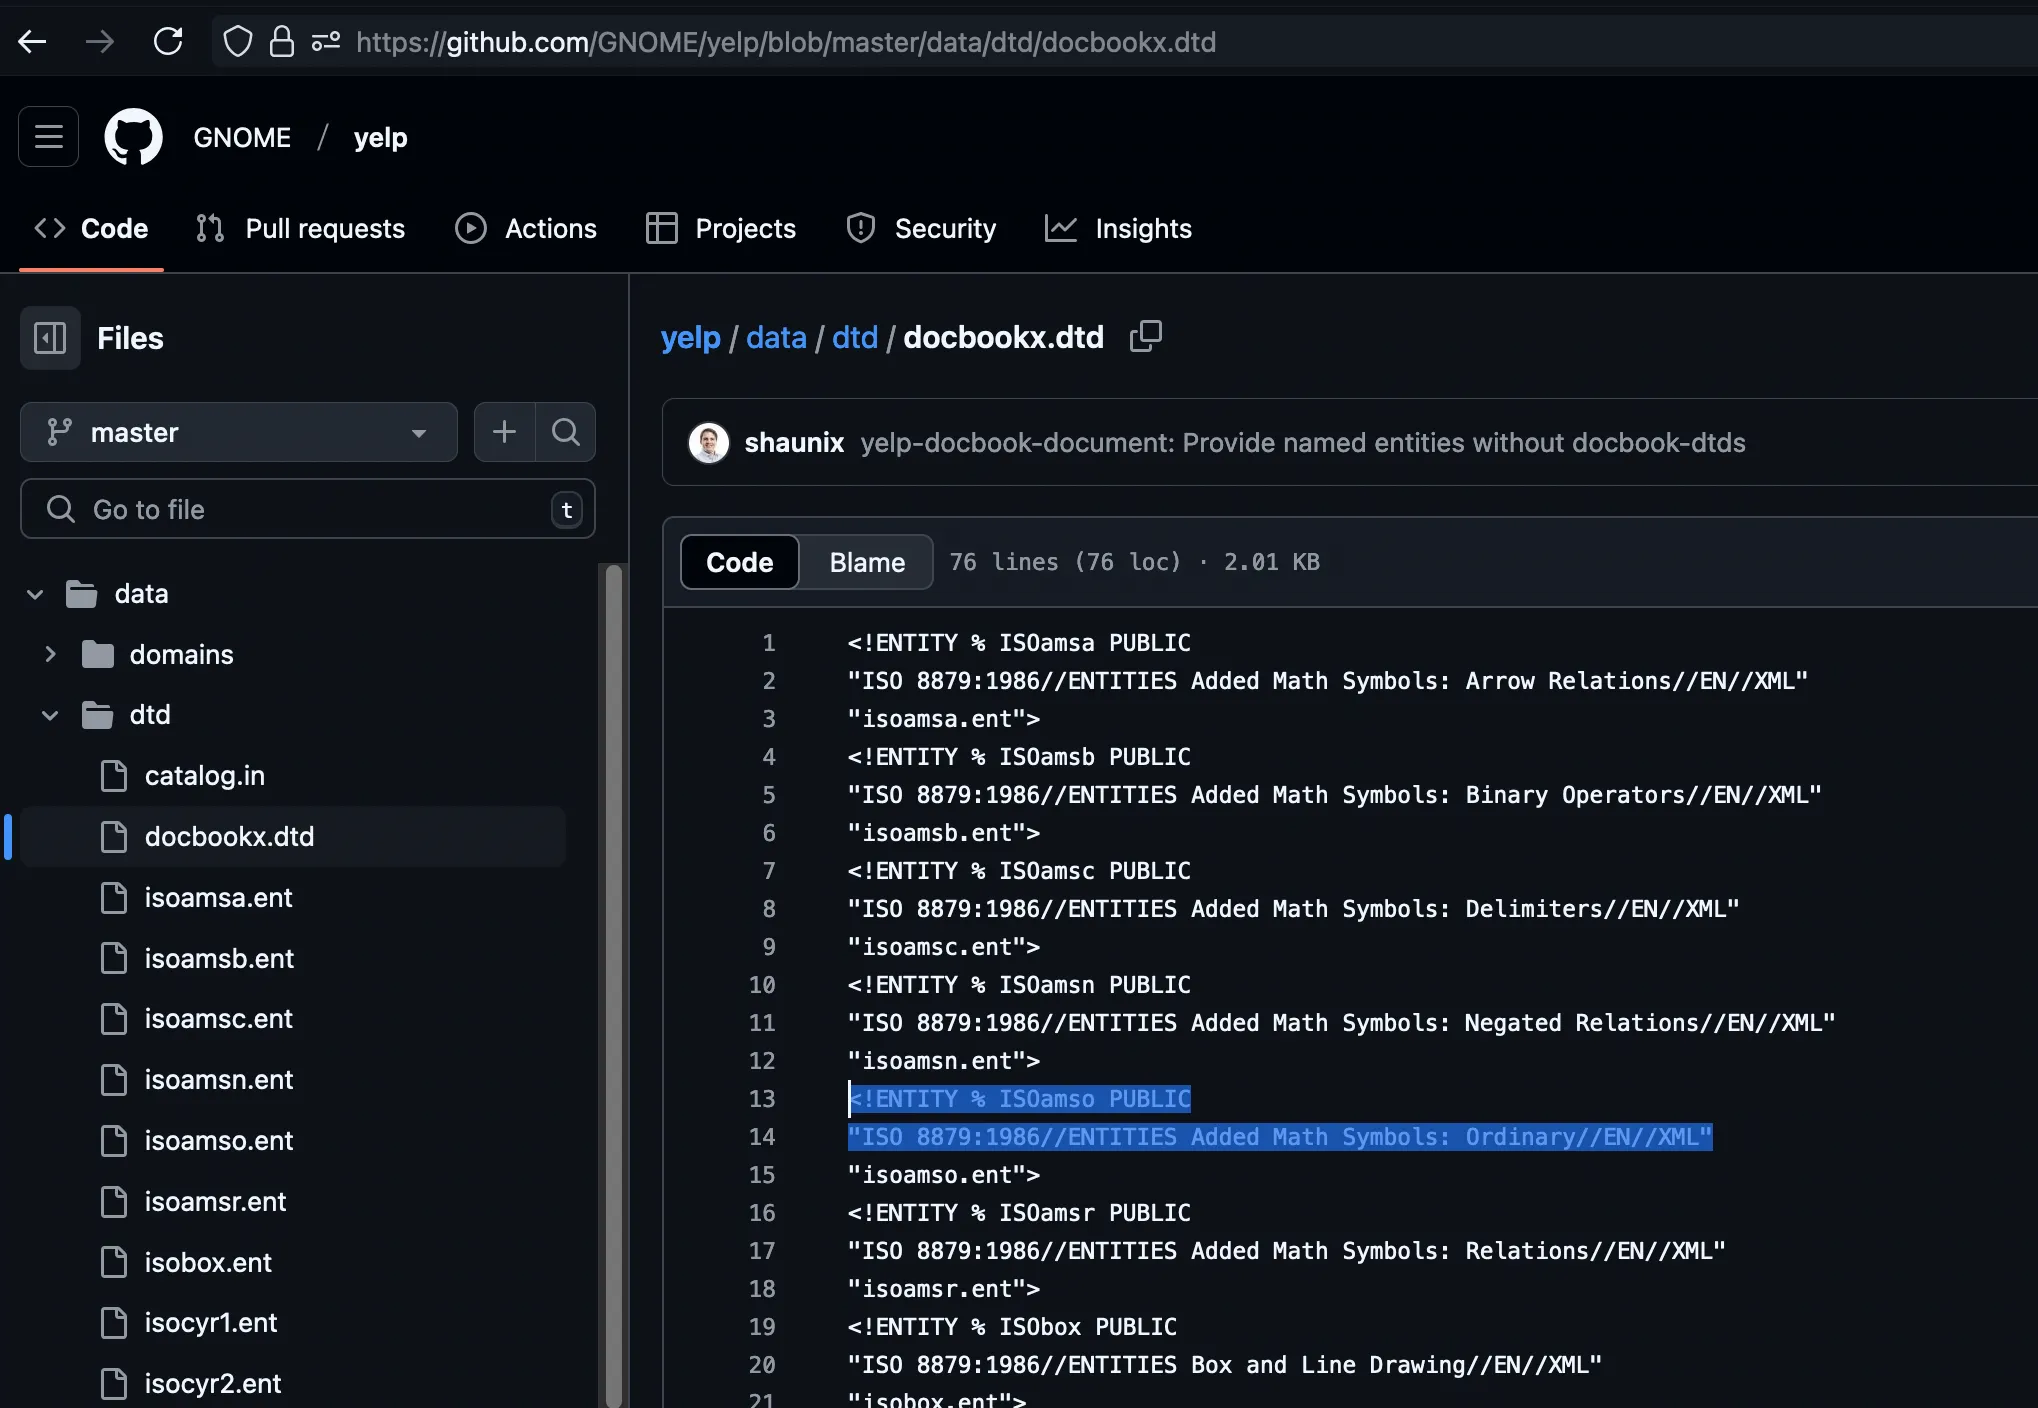 https://github.com/GNOME/yelp/blob/master/data/dtd/docbookx.dtd
GNOME / yelp
Code Pull requests Actions Projects Security Insights
Files
master
Go to file t
data
domains
dtd
catalog.in
docbookx.dtd
isoamsa.ent
isoamsb.ent
isoamsc.ent
isoamsn.ent
isoamso.ent
isoamsr.ent
isobox.ent
isocyr1.ent
isocyr2.ent
yelp / data / dtd / docbookx.dtd
shaunix yelp-docbook-document: Provide named entities without docbook-dtds
Code Blame 76 lines (76 loc) · 2.01 KB
1 <!ENTITY % ISOamsa PUBLIC
2 "ISO 8879:1986//ENTITIES Added Math Symbols: Arrow Relations//EN//XML"
3 "isoamsa.ent">
4 <!ENTITY % ISOamsb PUBLIC
5 "ISO 8879:1986//ENTITIES Added Math Symbols: Binary Operators//EN//XML"
6 "isoamsb.ent">
7 <!ENTITY % ISOamsc PUBLIC
8 "ISO 8879:1986//ENTITIES Added Math Symbols: Delimiters//EN//XML"
9 "isoamsc.ent">
10 <!ENTITY % ISOamsn PUBLIC
11 "ISO 8879:1986//ENTITIES Added Math Symbols: Negated Relations//EN//XML"
12 "isoamsn.ent">
13 <!ENTITY % ISOamso PUBLIC
14 "ISO 8879:1986//ENTITIES Added Math Symbols: Ordinary//EN//XML"
15 "isoamso.ent">
16 <!ENTITY % ISOamsr PUBLIC
17 "ISO 8879:1986//ENTITIES Added Math Symbols: Relations//EN//XML"
18 "isoamsr.ent">
19 <!ENTITY % ISObox PUBLIC
20 "ISO 8879:1986//ENTITIES Box and Line Drawing//EN//XML"
21 "isobox.ent">